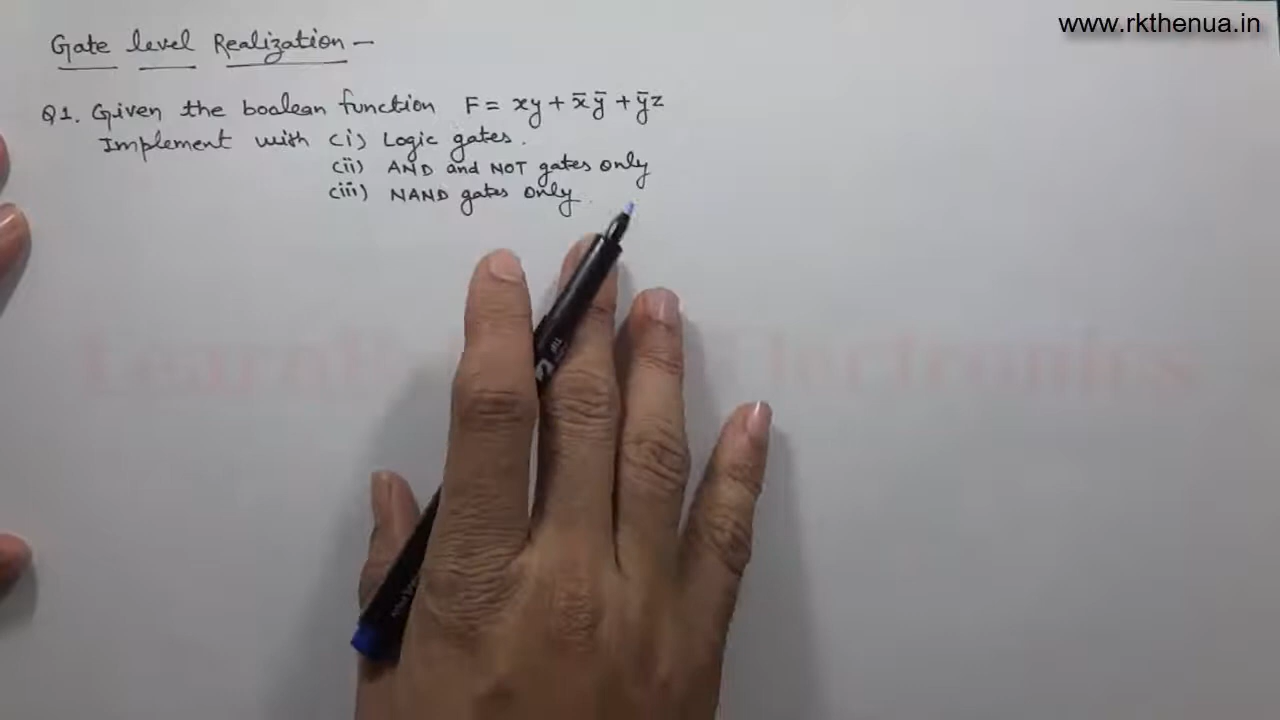 www.rkthenua.in
Gate level Realization —
Q1. Given the boolean function F = xy + x̄ȳ + ȳz
Implement with (i) Logic gates.
(ii) AND and NOT gates only
(iii) NAND gates only.